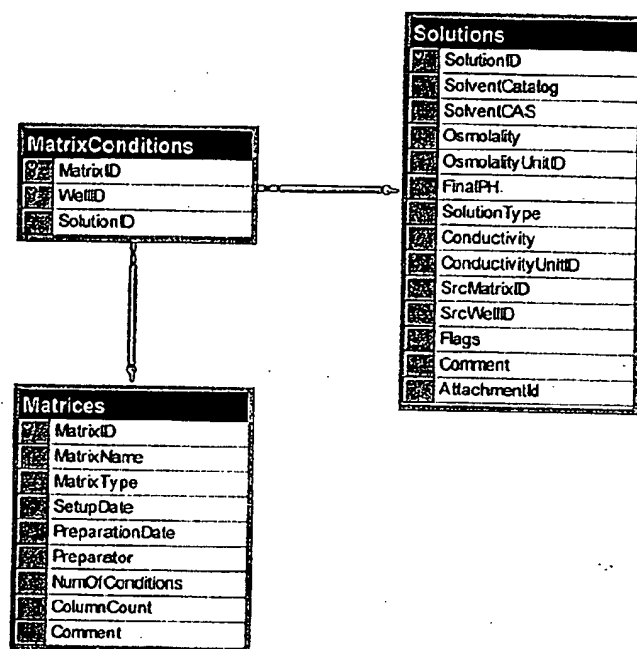 Solutions
SolutionID
SolventCatalog
SolventCAS
Osmolality
OsmolalityUnitID
FinalPH
SolutionType
Conductivity
ConductivityUnitID
SrcMatrixID
SrcWellID
Flags
Comment
AttachmentId
MatrixConditions
MatrixID
WellID
SolutionID
Matrices
MatrixID
MatrixName
MatrixType
SetupDate
PreparationDate
Preparator
NumOfConditions
ColumnCount
Comment